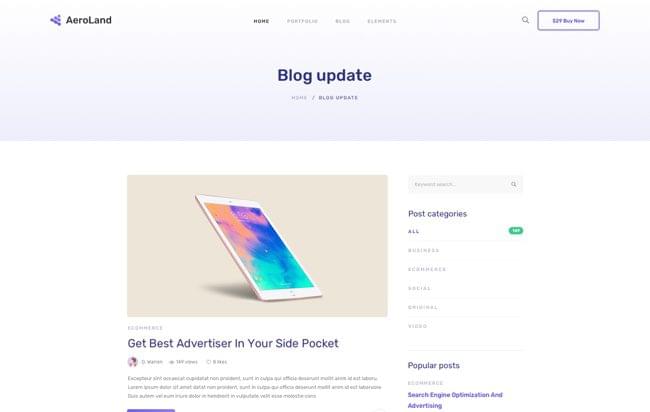 AeroLand
HOME PORTFOLIO BLOG ELEMENTS
$29 Buy Now
Blog update
HOME / BLOG UPDATE
Keyword search...
Post categories
ALL 149
BUSINESS
ECOMMERCE
SOCIAL
ORIGINAL
VIDEO
ECOMMERCE
Get Best Advertiser In Your Side Pocket
D. Warren 149 views 8 likes
Excepteur sint occaecat cupidatat non proident, sunt in culpa qui officia deserunt mollit anim id est laboru.
Lorem ipsum dolor sit amet cupidatat non proident, sunt in culpa qui officia deserunt mollit anim id est laborume
Duis autem vel eum iriure dolor in hendrerit in vulputate velit esse molestie cons
Popular posts
ECOMMERCE
Search Engine Optimization And
Advertising